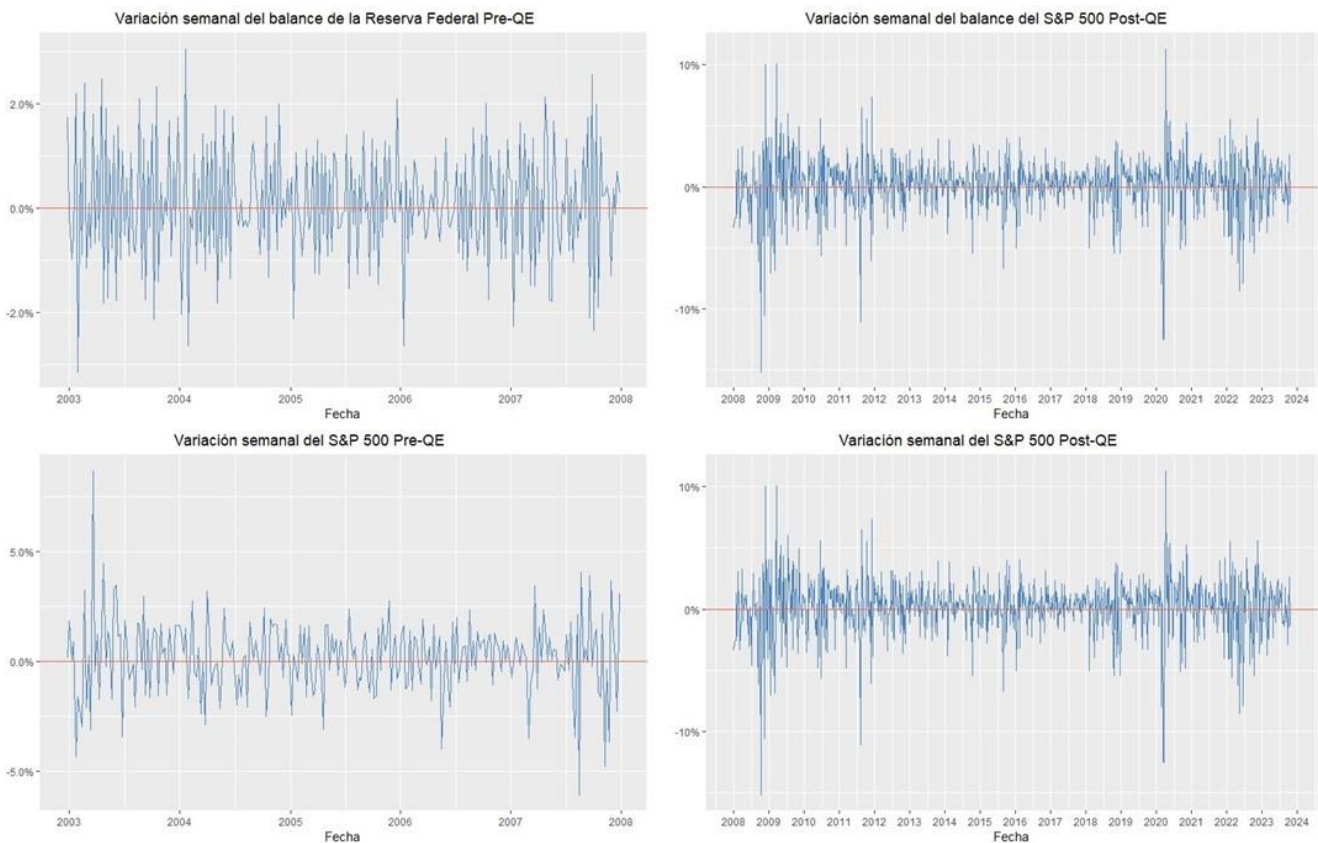 Variación semanal del balance de la Reserva Federal Pre-QE
2.0%
0.0%
-2.0%
2003 2004 2005 2006 2007 2008
Fecha
Variación semanal del balance del S&P 500 Post-QE
10%
0%
-10%
2008 2009 2010 2011 2012 2013 2014 2015 2016 2017 2018 2019 2020 2021 2022 2023 2024
Fecha
Variación semanal del S&P 500 Pre-QE
5.0%
0.0%
-5.0%
2003 2004 2005 2006 2007 2008
Fecha
Variación semanal del S&P 500 Post-QE
10%
0%
-10%
2008 2009 2010 2011 2012 2013 2014 2015 2016 2017 2018 2019 2020 2021 2022 2023 2024
Fecha